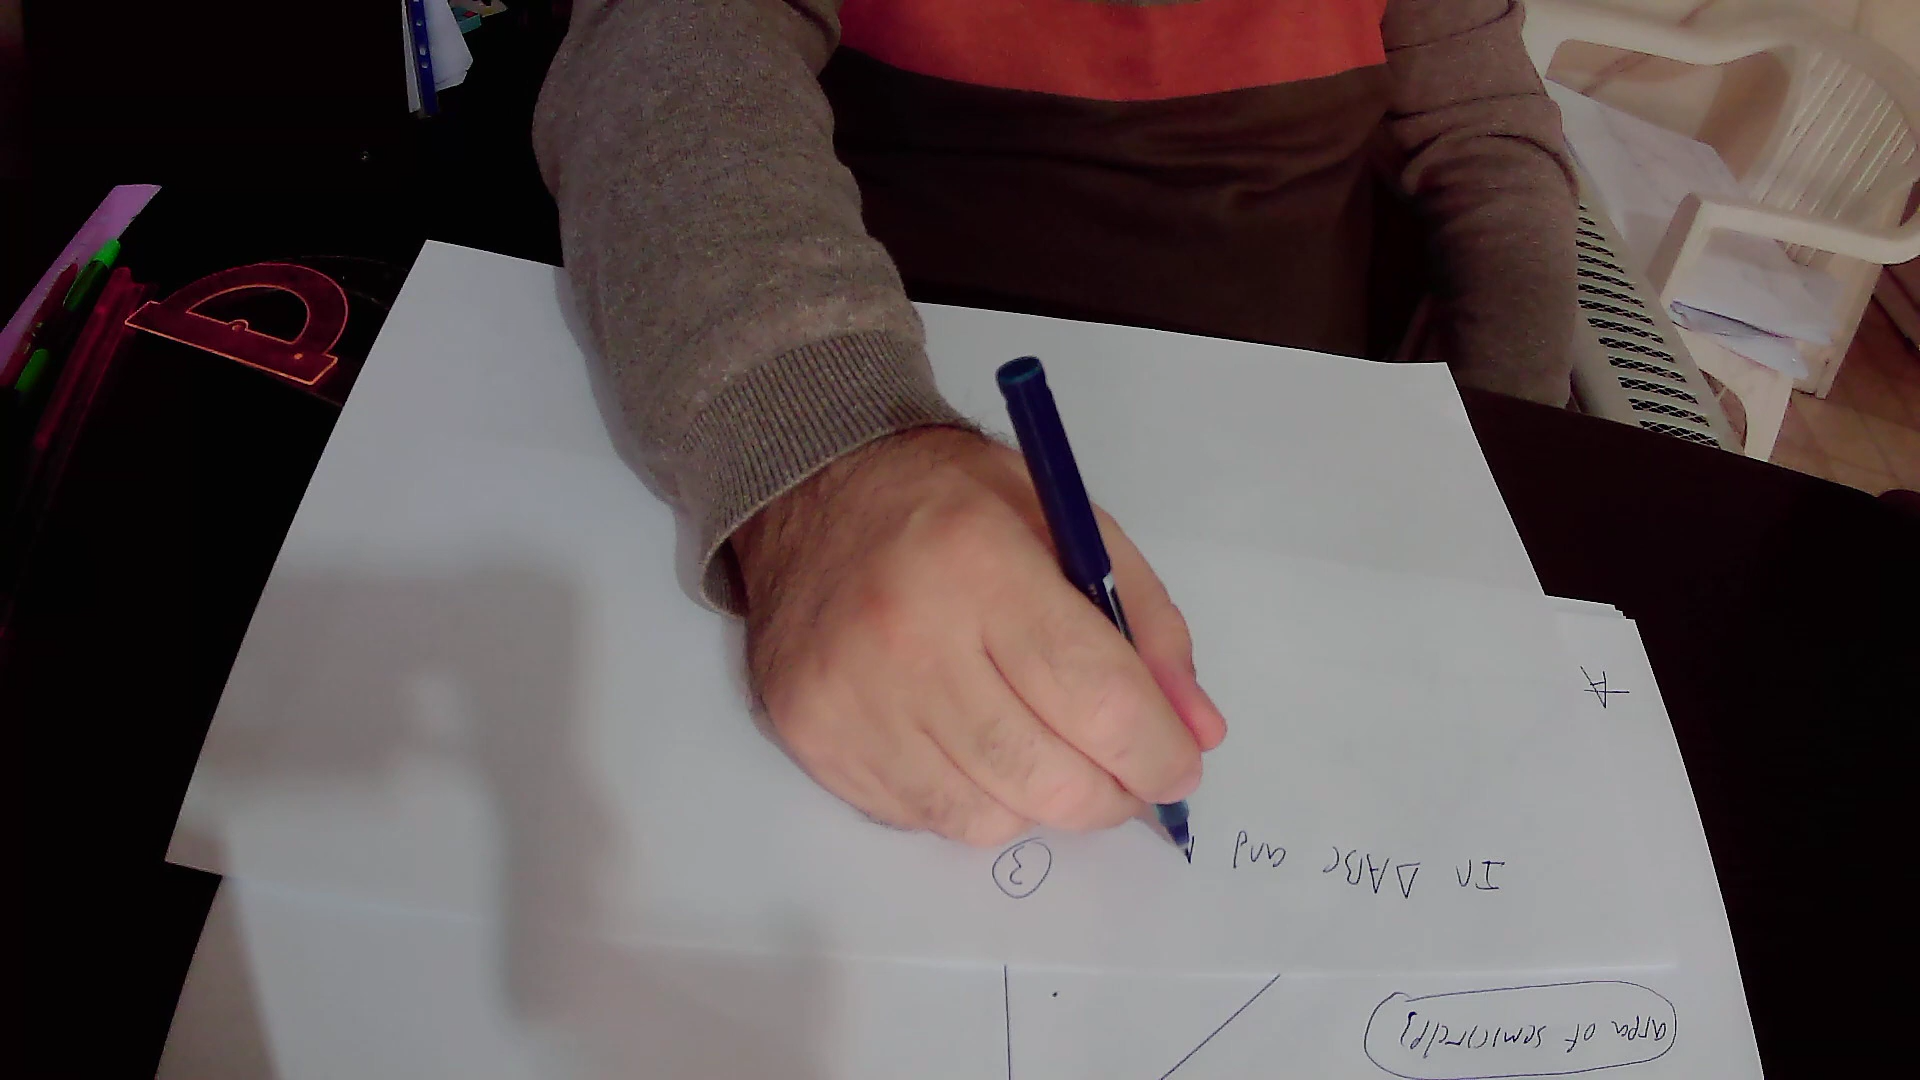 area of semicircle
③
In ΔABC and
A